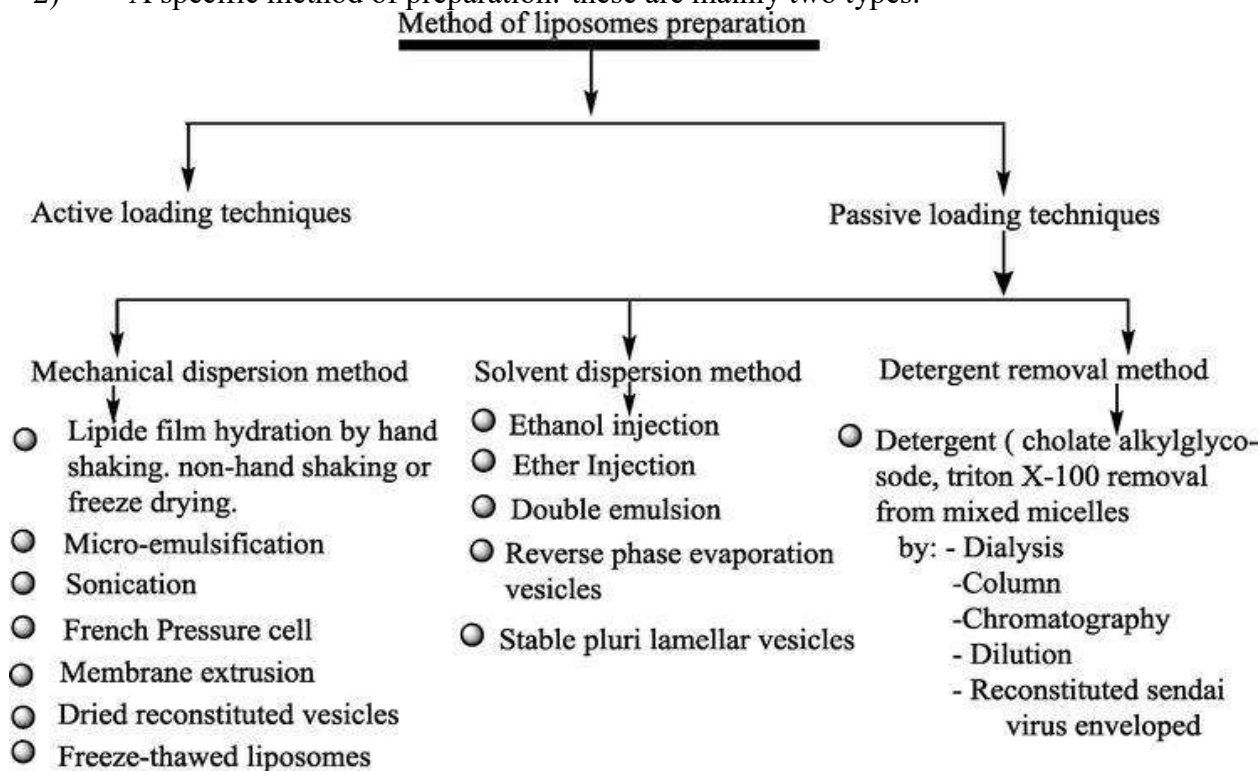 2) A specific method of preparation: these are mainly two types.
Method of liposomes preparation
Active loading techniques
Passive loading techniques
Mechanical dispersion method
Lipide film hydration by hand
shaking. non-hand shaking or
freeze drying.
Micro-emulsification
Sonication
French Pressure cell
Membrane extrusion
Dried reconstituted vesicles
Freeze-thawed liposomes
Solvent dispersion method
Ethanol injection
Ether Injection
Double emulsion
Reverse phase evaporation
vesicles
Stable pluri lamellar vesicles
Detergent removal method
Detergent ( cholate alkylglyco-
sode, triton X-100 removal
from mixed micelles
by: - Dialysis
-Column
-Chromatography
- Dilution
- Reconstituted sendai
virus enveloped